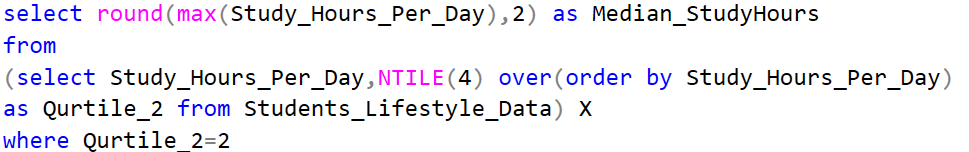 select round(max(Study_Hours_Per_Day),2) as Median_StudyHours
from
(select Study_Hours_Per_Day,NTILE(4) over(order by Study_Hours_Per_Day)
as Qurtile_2 from Students_Lifestyle_Data) X
where Qurtile_2=2